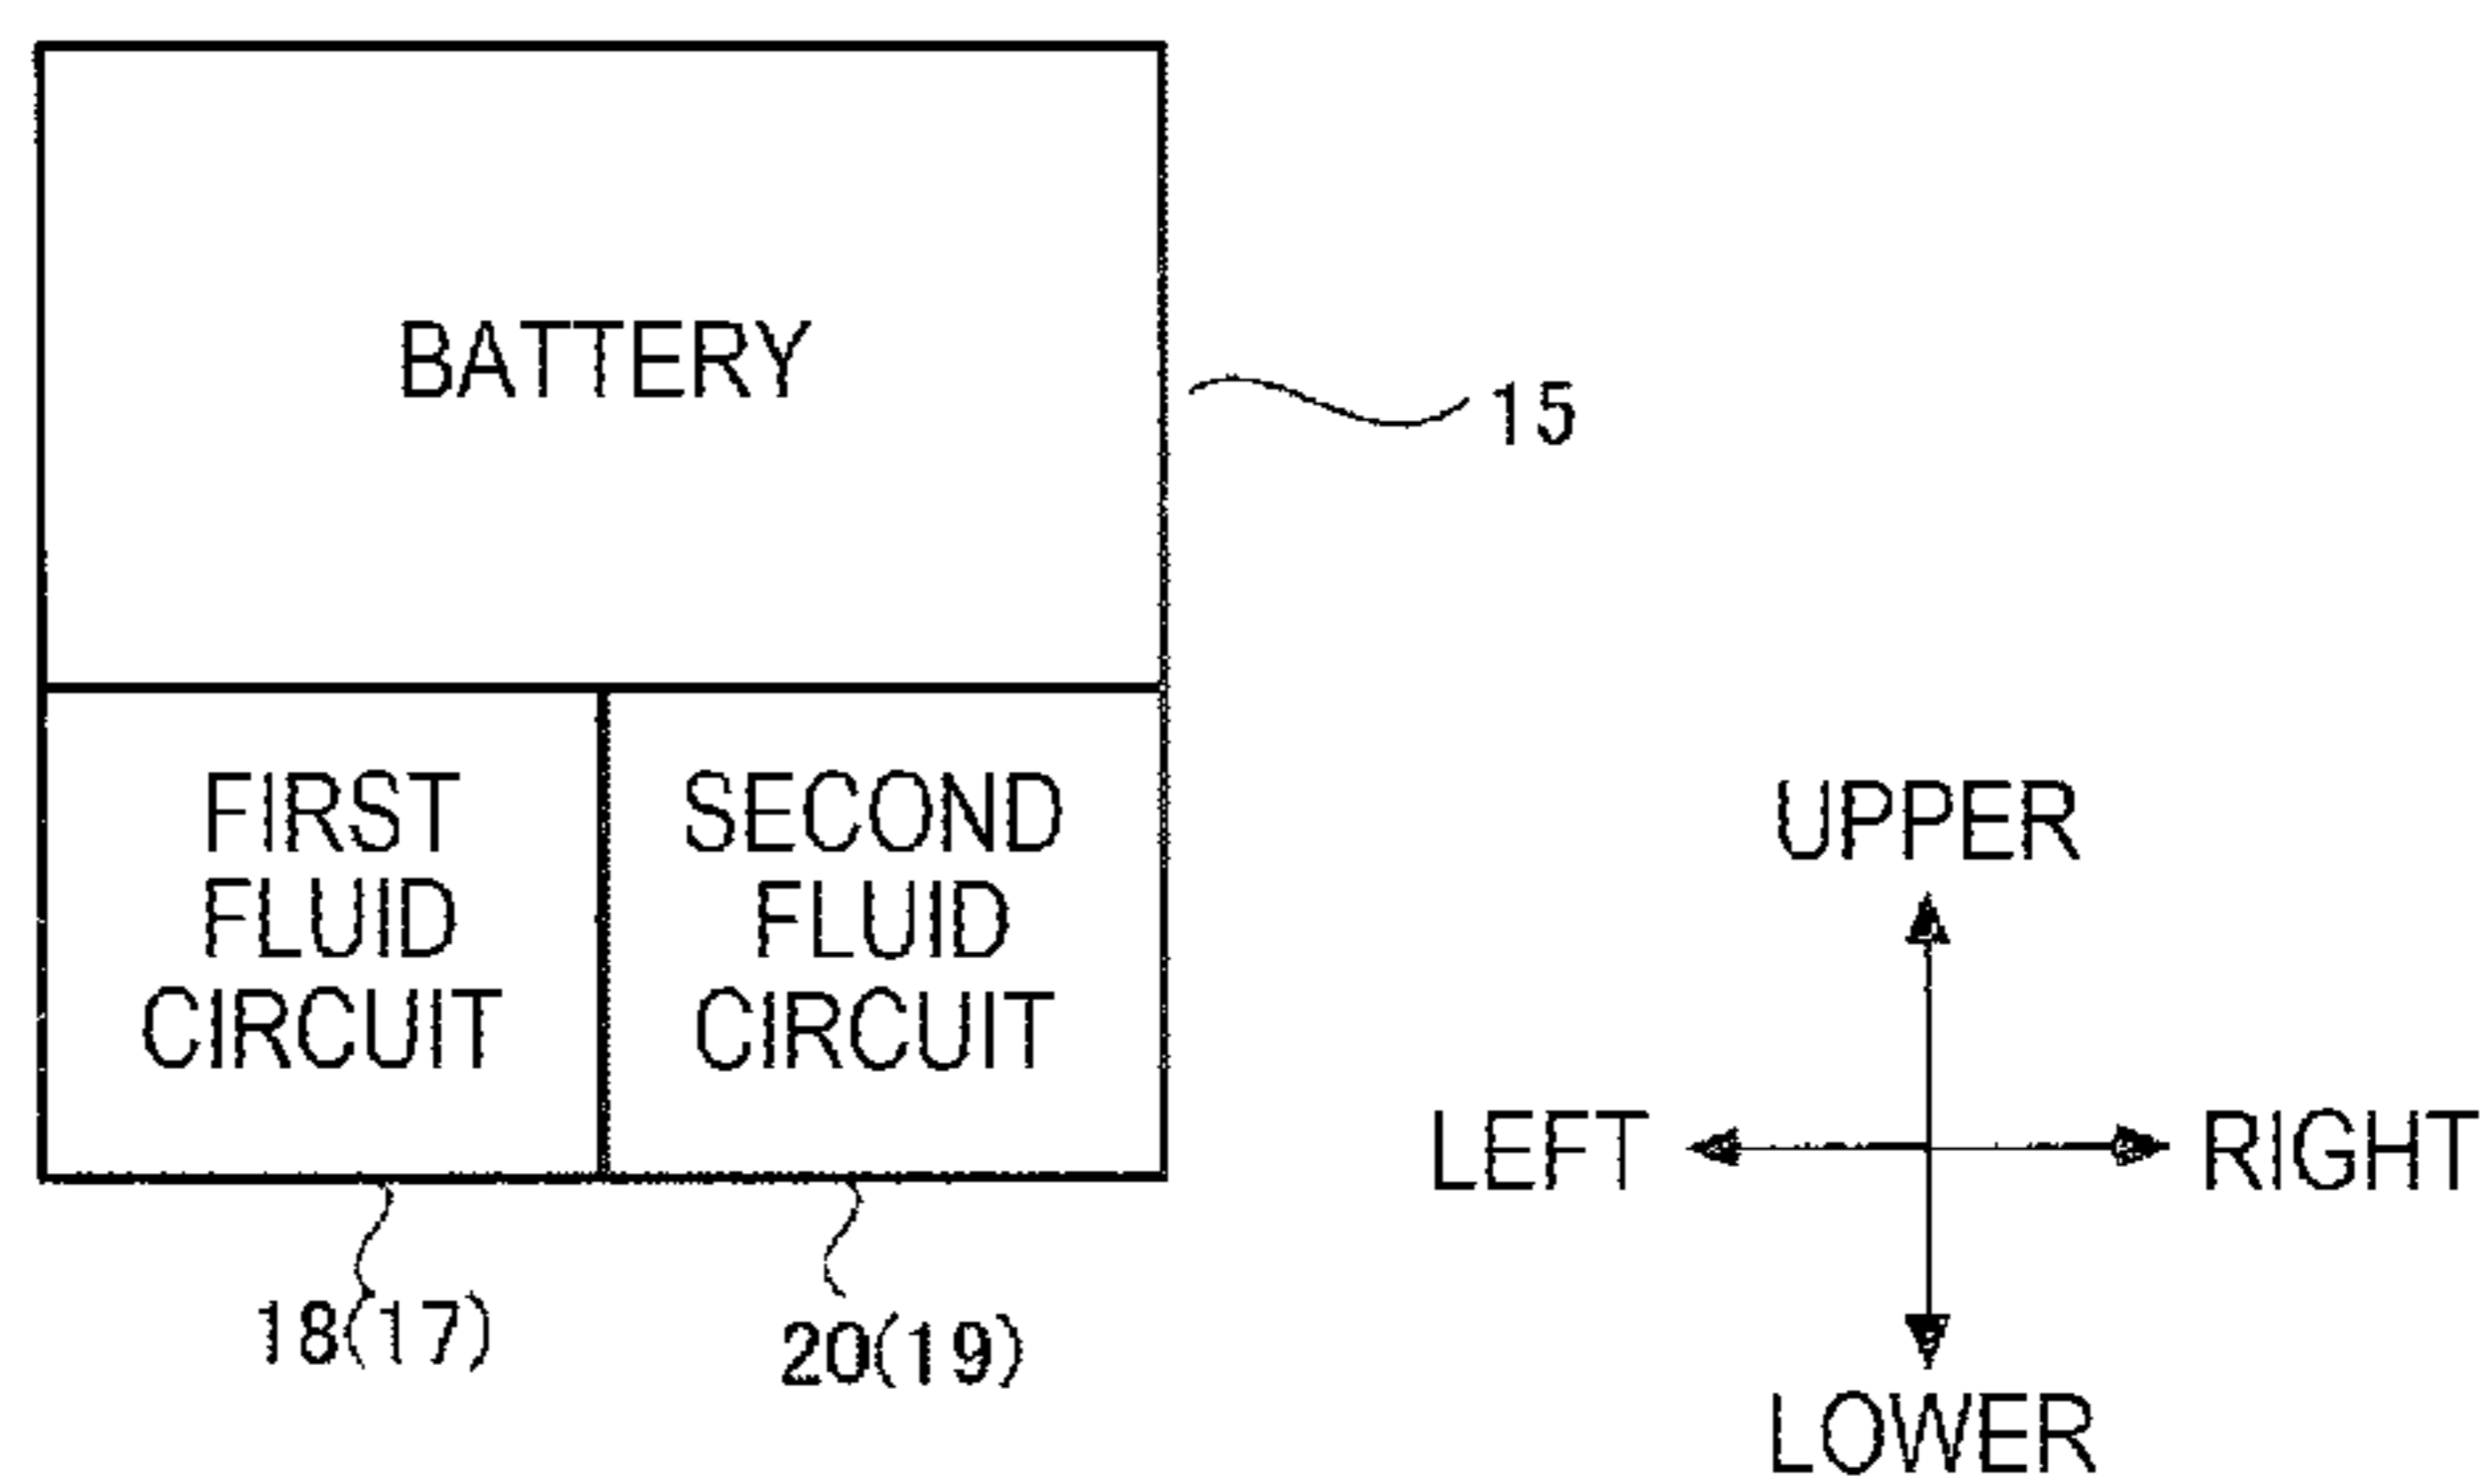 BATTERY
15
FIRST
FLUID
CIRCUIT
SECOND
FLUID
CIRCUIT
18(17)
20(19)
UPPER
LEFT
RIGHT
LOWER